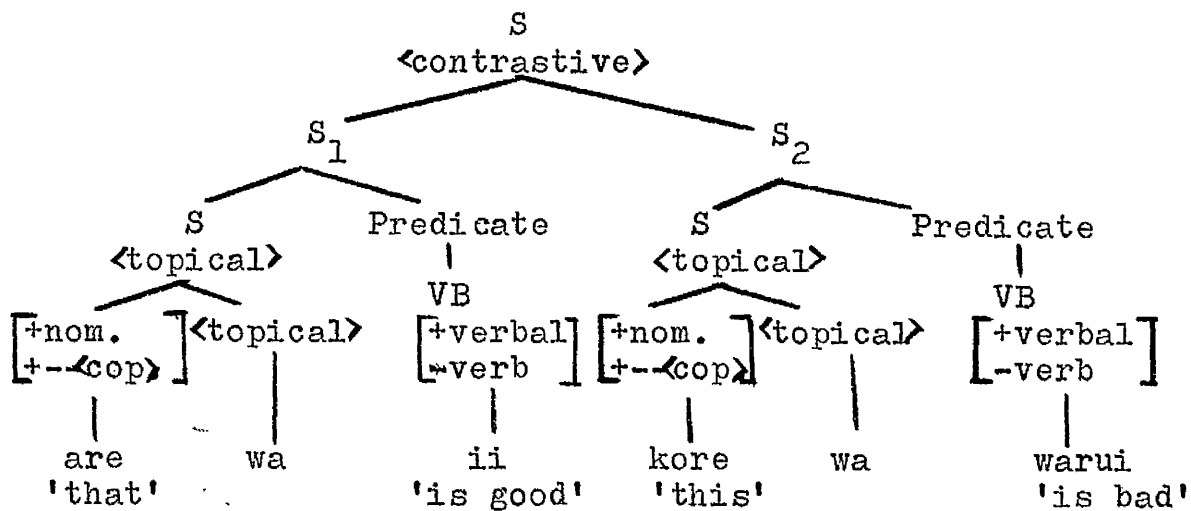 S
<contrastive>
S1 S2
S Predicate S Predicate
<topical> VB <topical> VB
[+nom. +--<cop>] <topical> [+verbal -verb] [+nom. +--<cop>] <topical> [+verbal -verb]
are wa ii kore wa warui
'that' 'is good' 'this' 'is bad'